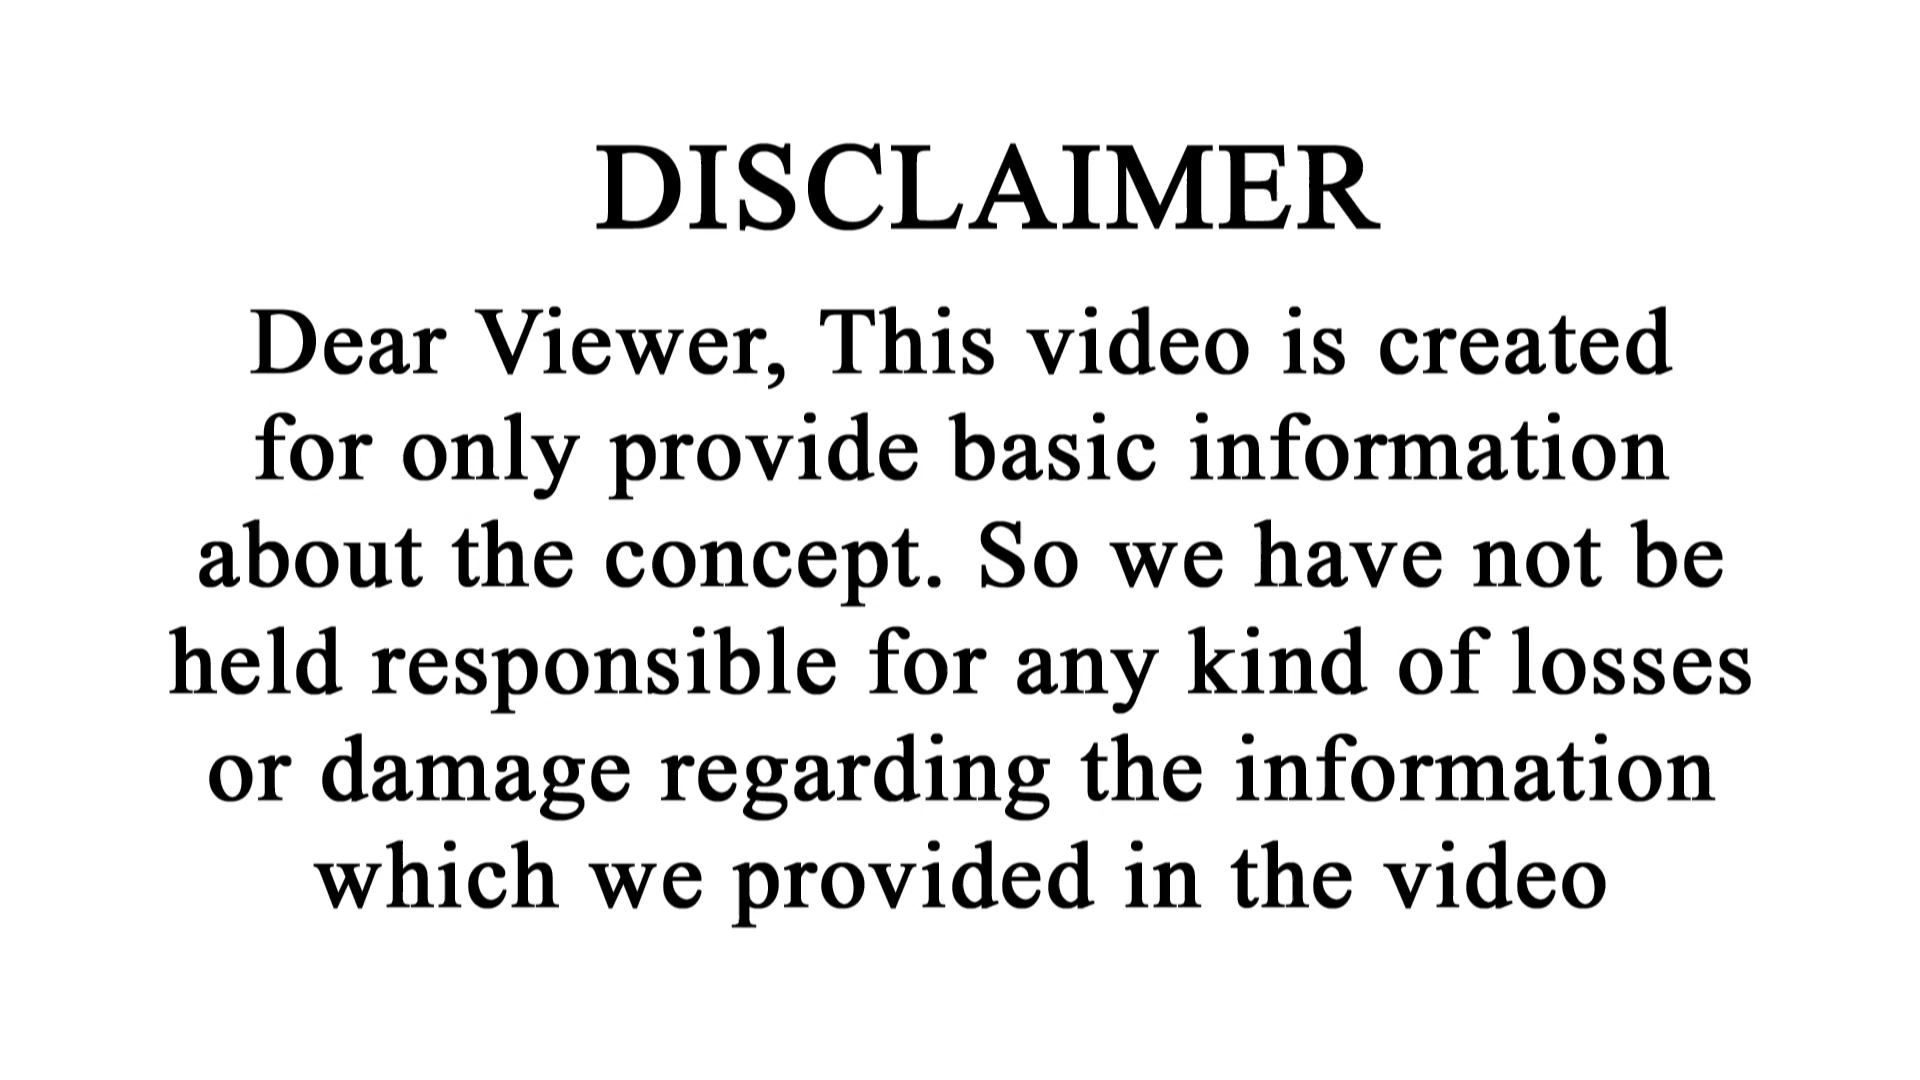 DISCLAIMER
Dear Viewer, This video is created
for only provide basic information
about the concept. So we have not be
held responsible for any kind of losses
or damage regarding the information
which we provided in the video